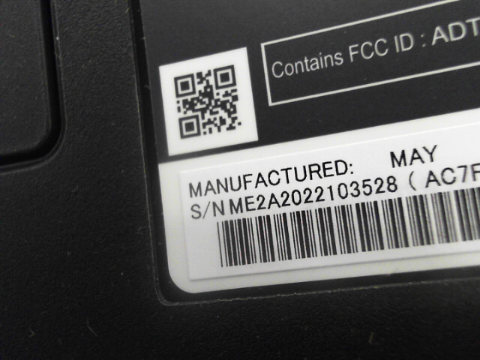 Contains FCC ID : ADT
MANUFACTURED: MAY
S/N ME2A2022103528 ( AC7F